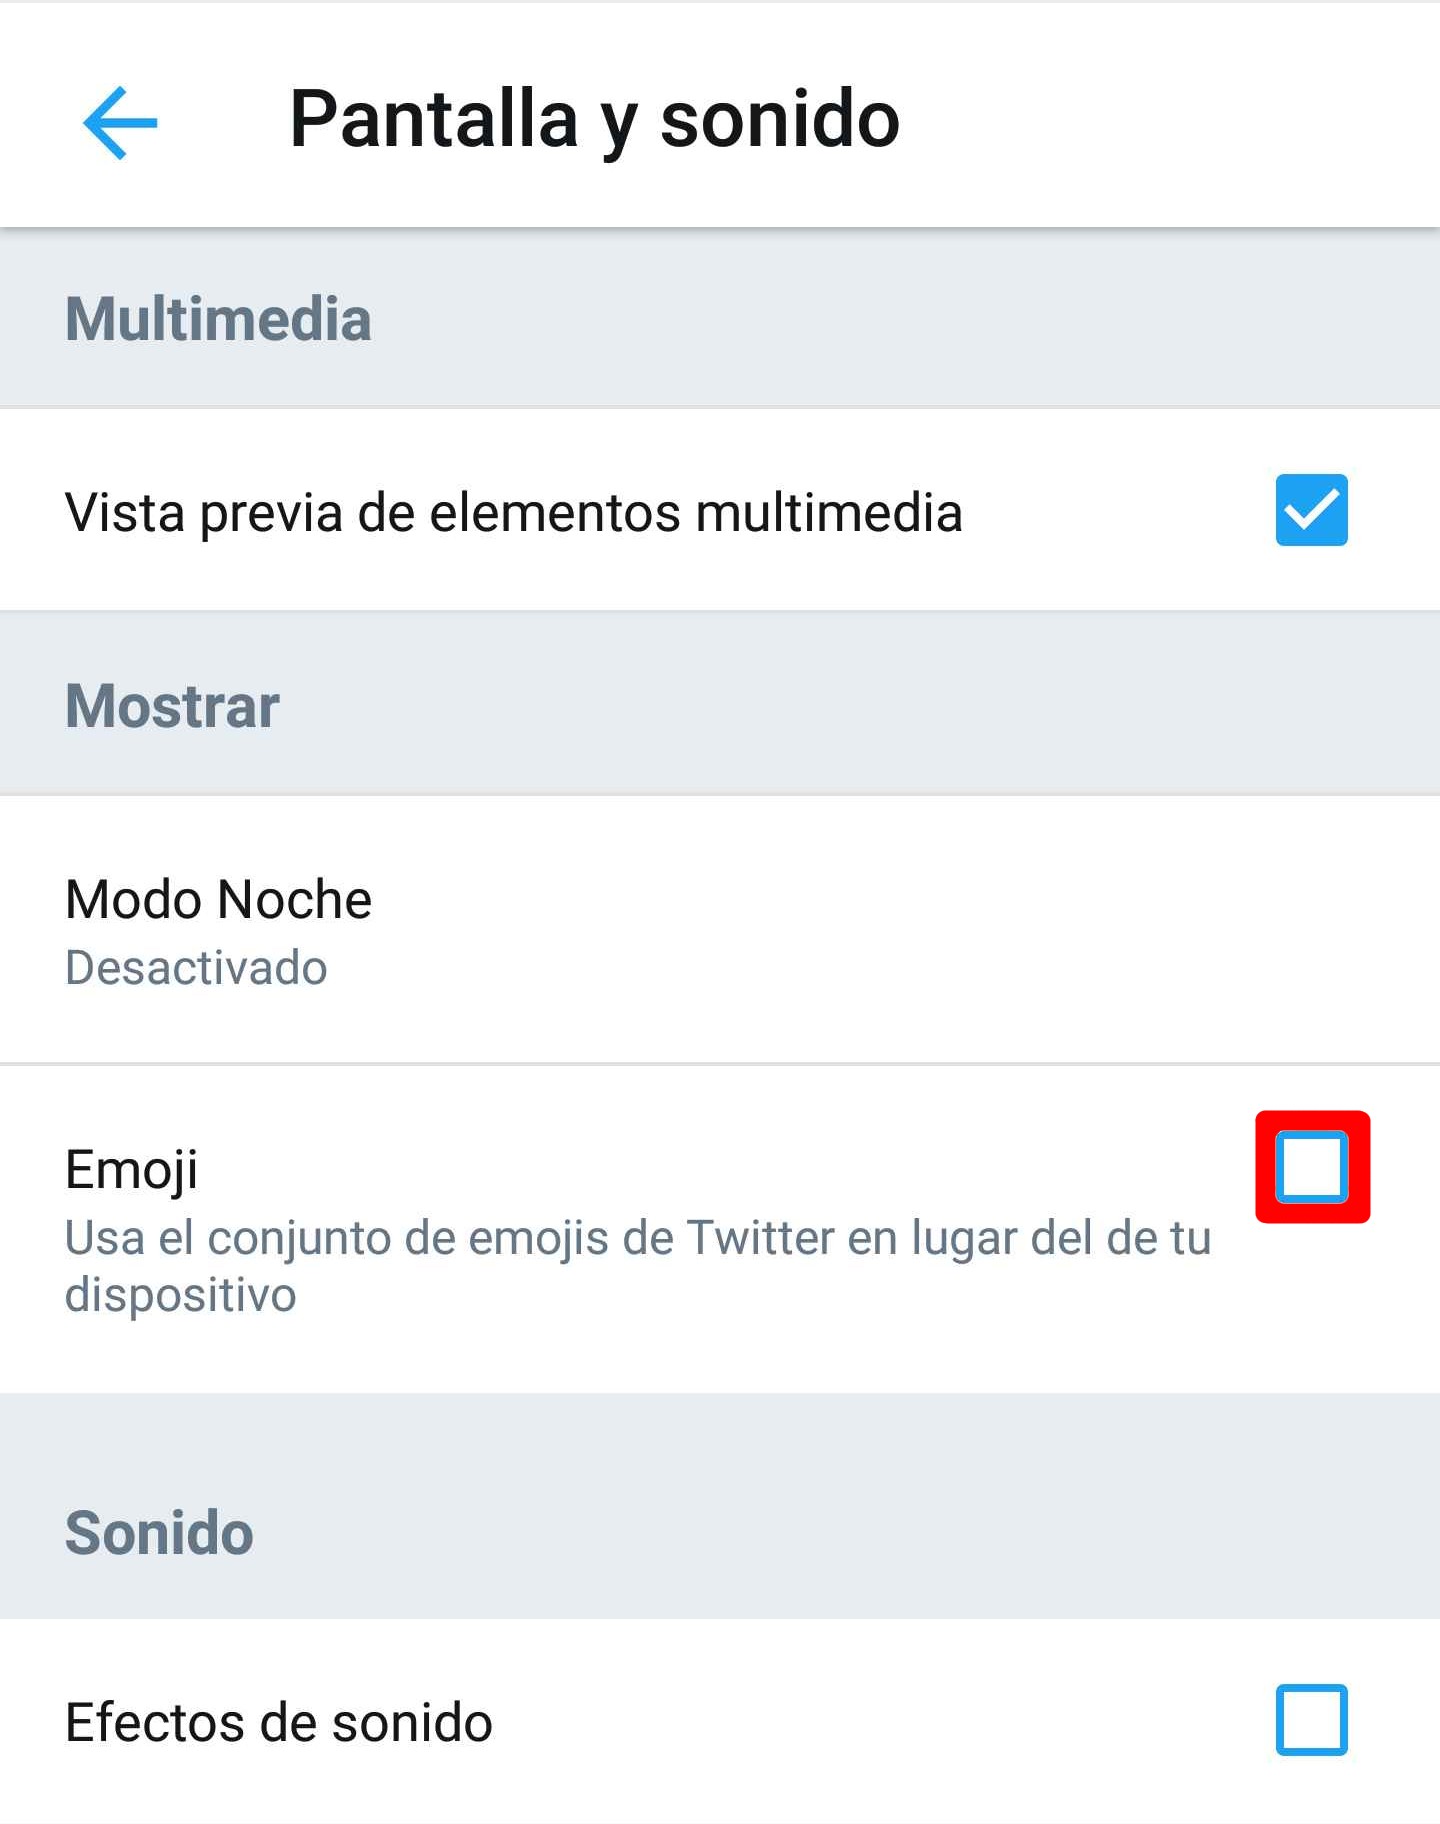 Pantalla y sonido
Multimedia
Vista previa de elementos multimedia
Mostrar
Modo Noche
Desactivado
Emoji
Usa el conjunto de emojis de Twitter en lugar del de tu
dispositivo
Sonido
Efectos de sonido